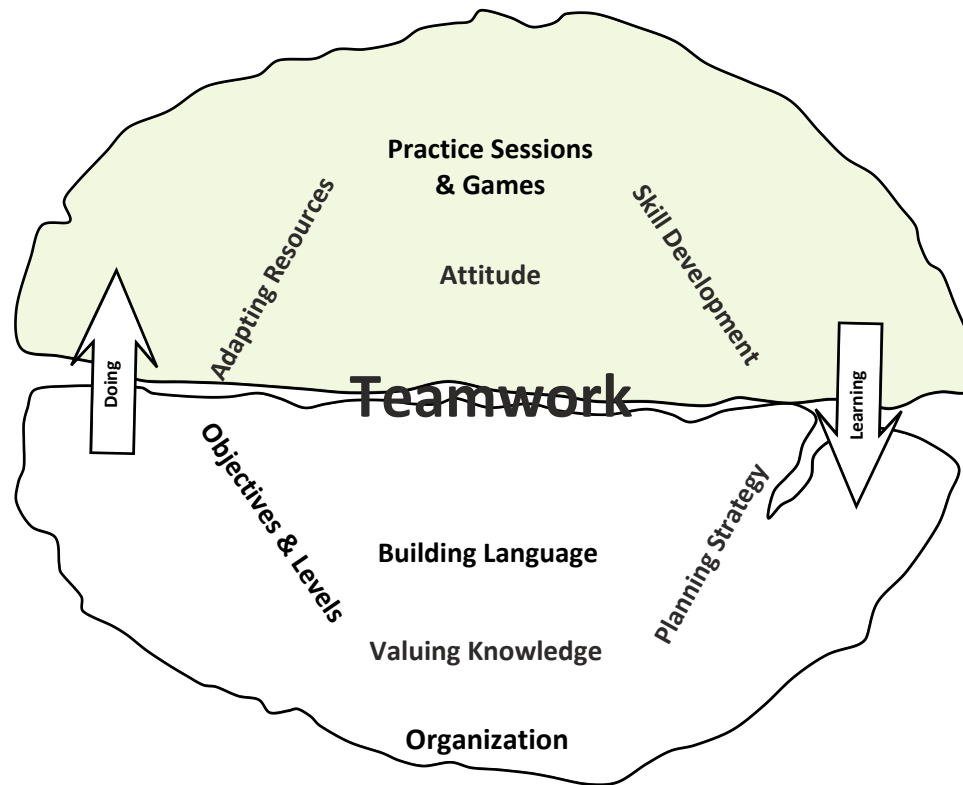 Practice Sessions
& Games
Adapting Resources
Skill Development
Attitude
Doing
Teamwork
Learning
Objectives & Levels
Building Language
Planning Strategy
Valuing Knowledge
Organization